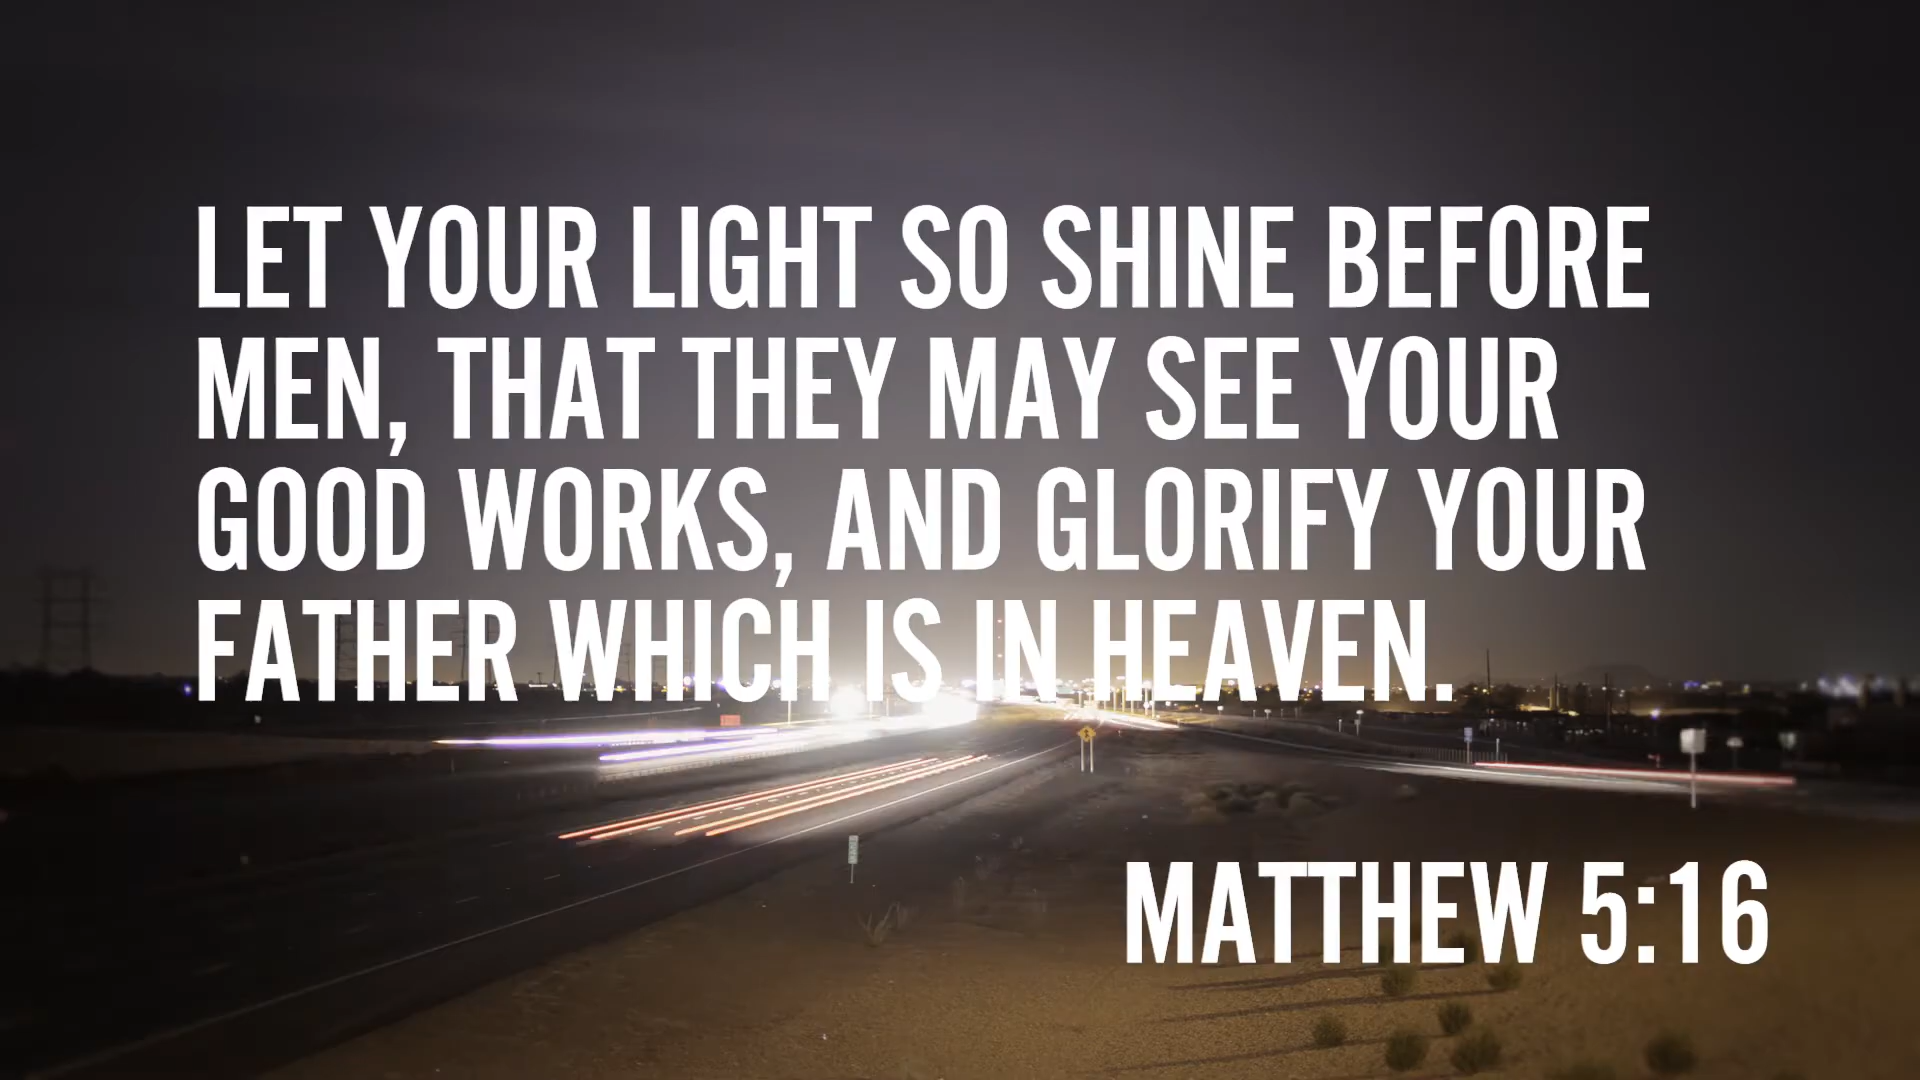 LET YOUR LIGHT SO SHINE BEFORE
MEN, THAT THEY MAY SEE YOUR
GOOD WORKS, AND GLORIFY YOUR
FATHER WHICH IS IN HEAVEN.
MATTHEW 5:16